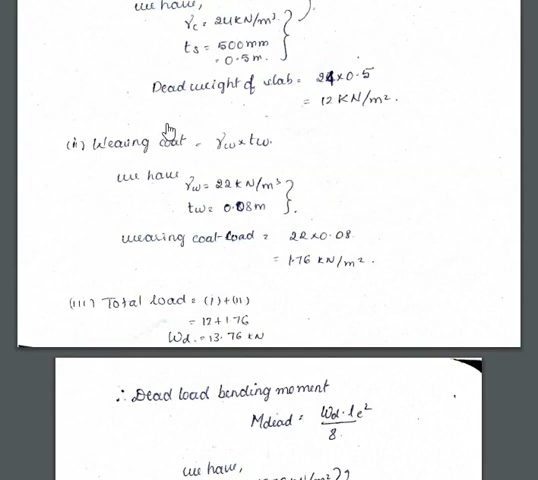 we have,
γc = 24KN/m³
ts = 500mm
= 0.5m.
Dead weight of slab = 24×0.5
= 12 KN/m².
(ii) Wearing coat = γw × tw.
we have
γw = 22 KN/m³
tw = 0.08m
wearing coat-load = 22×0.08
= 1.76 KN/m².
(iii) Total load = (i)+(ii)
= 12+1.76
Wd = 13.76 KN
∴ Dead load bending moment
Mdead = Wd·le²
8
we have,